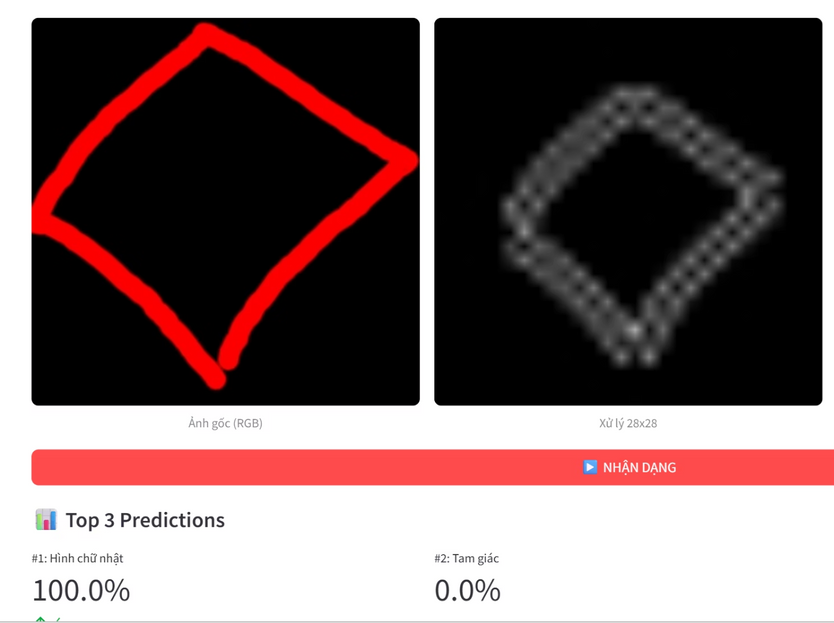 Ảnh gốc (RGB)
Xử lý 28x28
NHẬN DẠNG
Top 3 Predictions
#1: Hình chữ nhật
#2: Tam giác
100.0%
0.0%